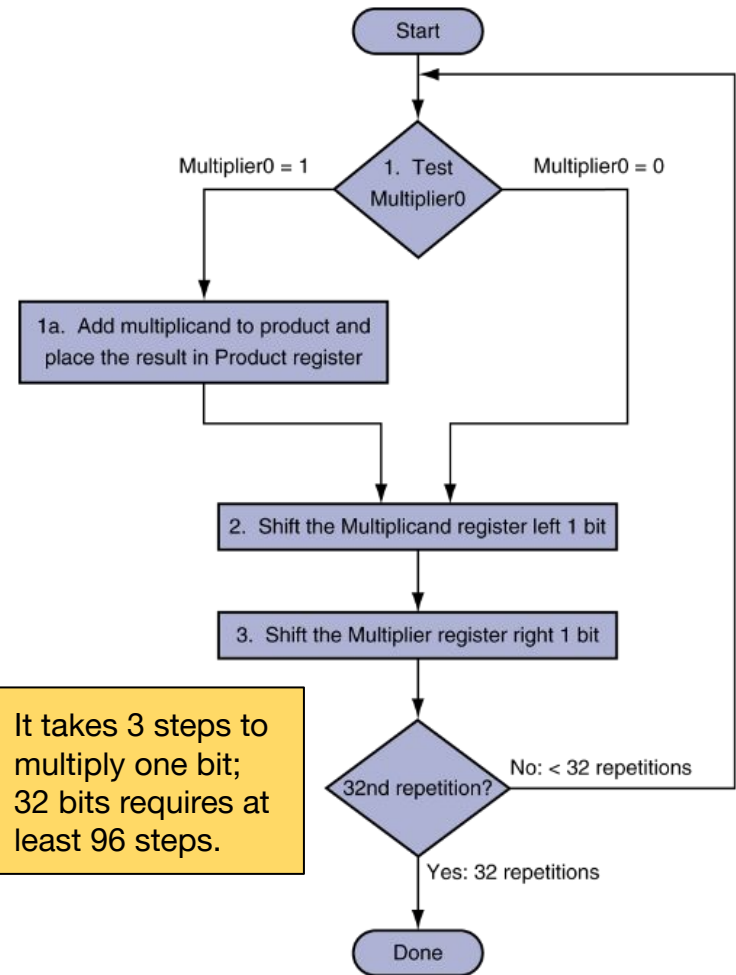 Start
Multiplier0 = 1
1. Test
Multiplier0
Multiplier0 = 0
1a. Add multiplicand to product and
place the result in Product register
2. Shift the Multiplicand register left 1 bit
3. Shift the Multiplier register right 1 bit
It takes 3 steps to
multiply one bit;
32 bits requires at
least 96 steps.
32nd repetition?
No: < 32 repetitions
Yes: 32 repetitions
Done